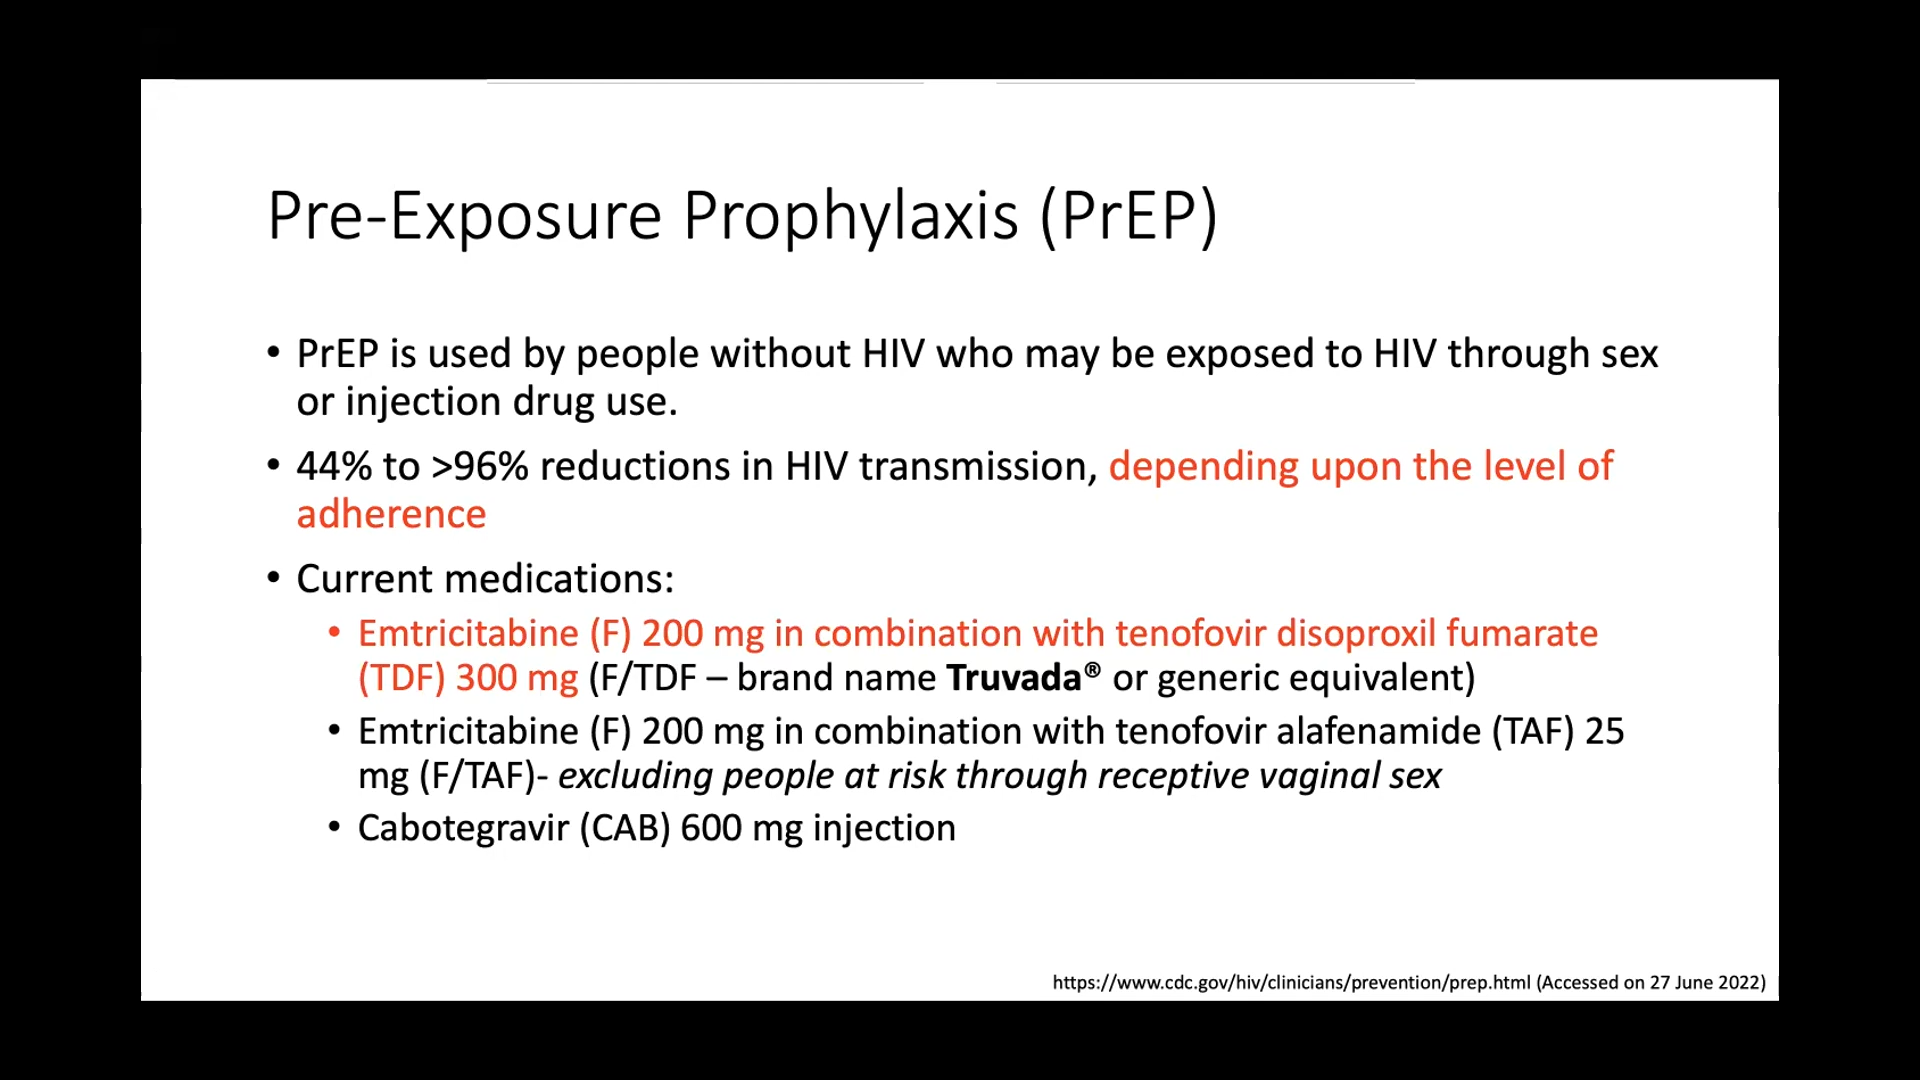 Pre-Exposure Prophylaxis (PrEP)
• PrEP is used by people without HIV who may be exposed to HIV through sex
or injection drug use.
• 44% to >96% reductions in HIV transmission, depending upon the level of
adherence
• Current medications:
• Emtricitabine (F) 200 mg in combination with tenofovir disoproxil fumarate
(TDF) 300 mg (F/TDF – brand name Truvada® or generic equivalent)
• Emtricitabine (F) 200 mg in combination with tenofovir alafenamide (TAF) 25
mg (F/TAF)- excluding people at risk through receptive vaginal sex
• Cabotegravir (CAB) 600 mg injection
https://www.cdc.gov/hiv/clinicians/prevention/prep.html (Accessed on 27 June 2022)